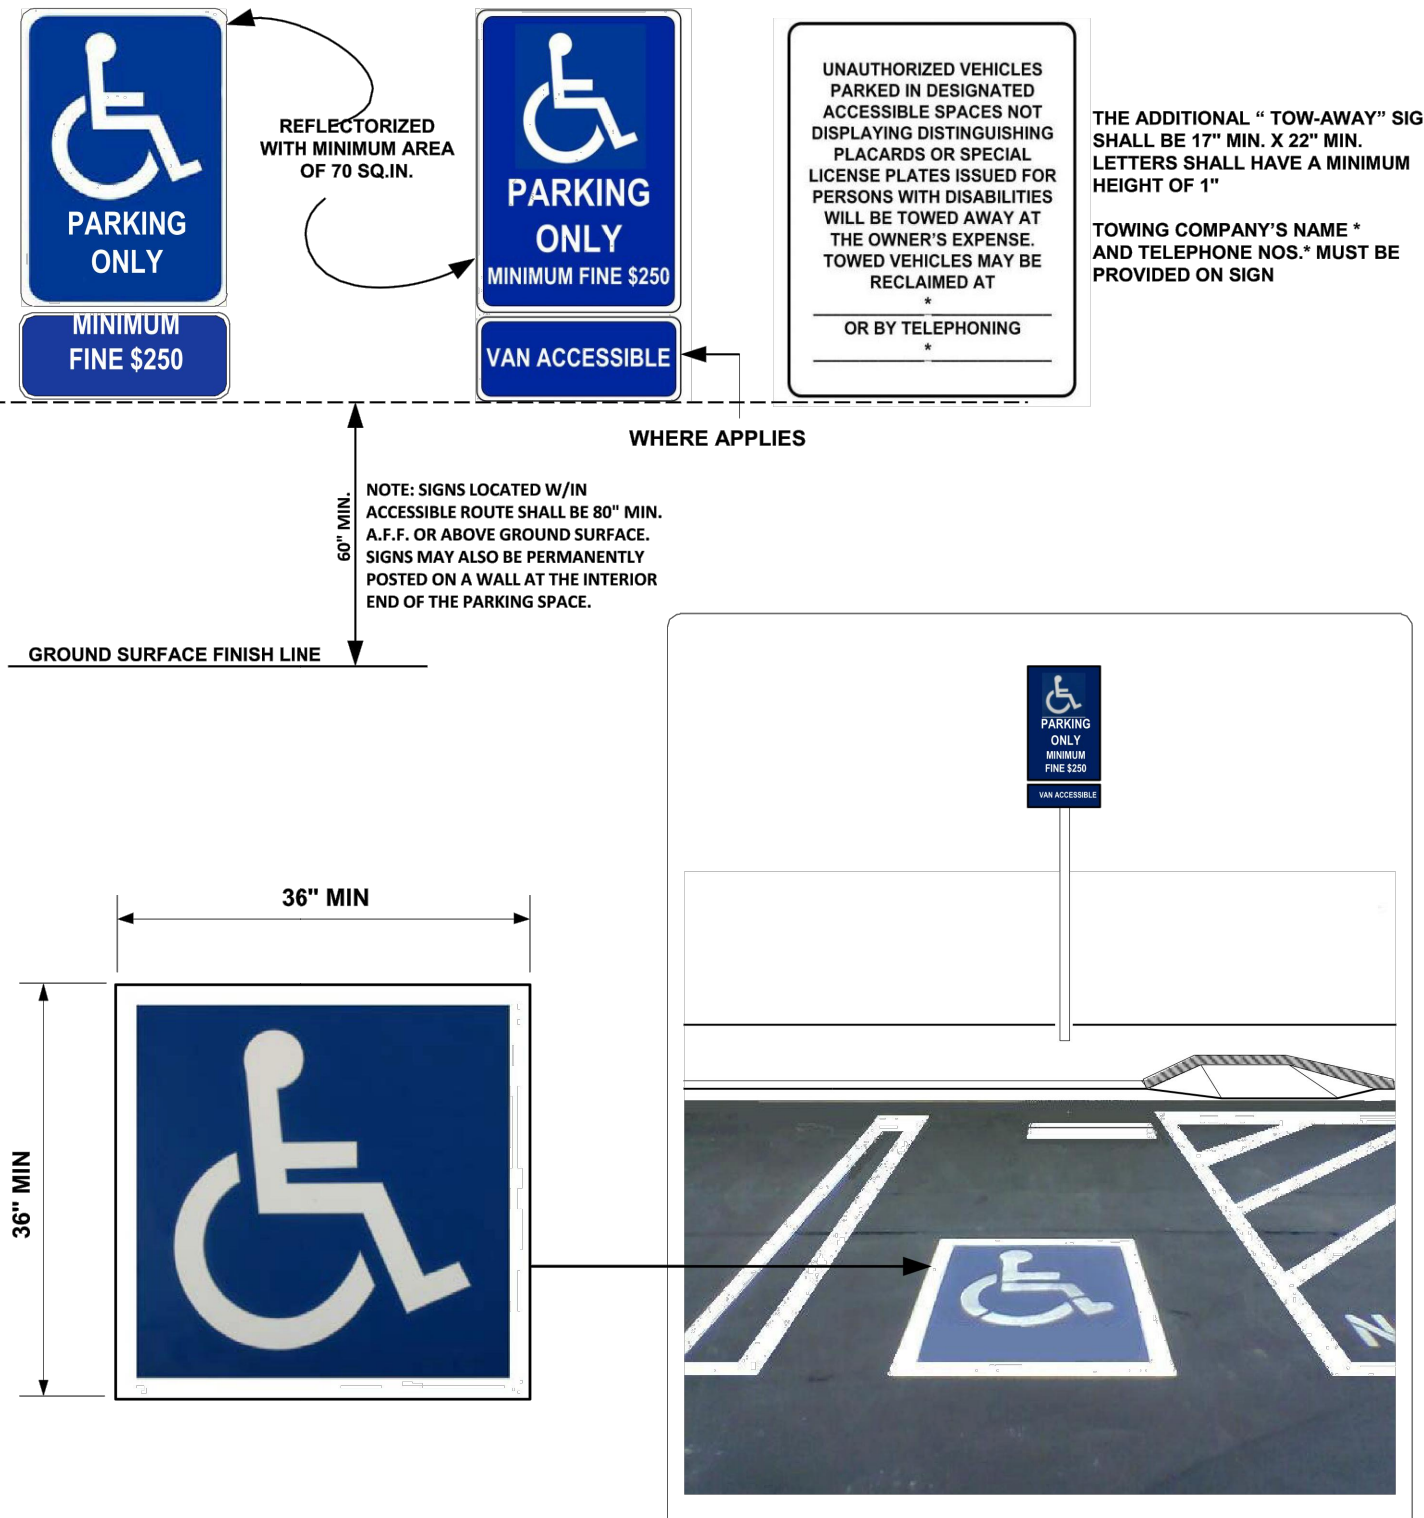 PARKING
ONLY
MINIMUM
FINE $250
REFLECTORIZED
WITH MINIMUM AREA
OF 70 SQ.IN.
PARKING
ONLY
MINIMUM FINE $250
VAN ACCESSIBLE
WHERE APPLIES
UNAUTHORIZED VEHICLES
PARKED IN DESIGNATED
ACCESSIBLE SPACES NOT
DISPLAYING DISTINGUISHING
PLACARDS OR SPECIAL
LICENSE PLATES ISSUED FOR
PERSONS WITH DISABILITIES
WILL BE TOWED AWAY AT
THE OWNER'S EXPENSE.
TOWED VEHICLES MAY BE
RECLAIMED AT
*
OR BY TELEPHONING
*
THE ADDITIONAL “ TOW-AWAY” SIG
SHALL BE 17" MIN. X 22" MIN.
LETTERS SHALL HAVE A MINIMUM
HEIGHT OF 1"
TOWING COMPANY'S NAME *
AND TELEPHONE NOS.* MUST BE
PROVIDED ON SIGN
60" MIN.
NOTE: SIGNS LOCATED W/IN
ACCESSIBLE ROUTE SHALL BE 80" MIN.
A.F.F. OR ABOVE GROUND SURFACE.
SIGNS MAY ALSO BE PERMANENTLY
POSTED ON A WALL AT THE INTERIOR
END OF THE PARKING SPACE.
GROUND SURFACE FINISH LINE
PARKING
ONLY
MINIMUM
FINE $250
VAN ACCESSIBLE
36" MIN
36" MIN
N